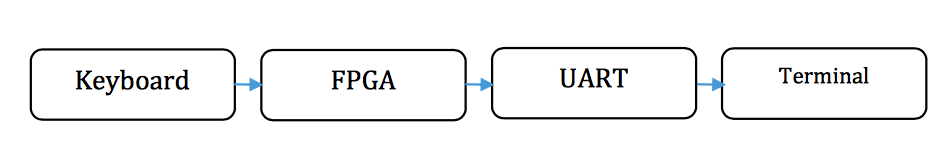 Keyboard
FPGA
UART
Terminal